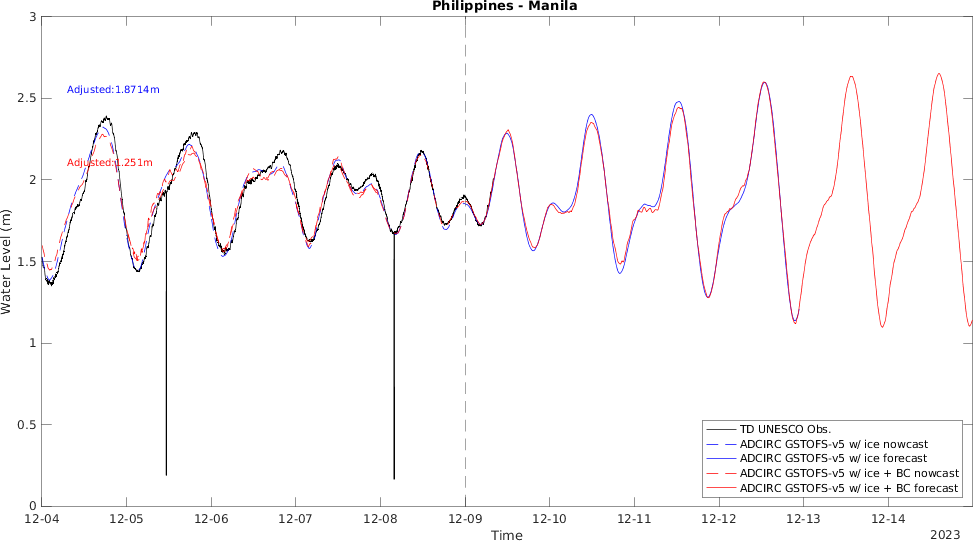 Philippines - Manila
3
2.5
2
1.5
1
0.5
0
Water Level (m)
Adjusted:1.8714m
Adjusted:1.251m
TD UNESCO Obs.
ADCIRC GSTOFS-v5 w/ ice nowcast
ADCIRC GSTOFS-v5 w/ ice forecast
ADCIRC GSTOFS-v5 w/ ice + BC nowcast
ADCIRC GSTOFS-v5 w/ ice + BC forecast
12-04 12-05 12-06 12-07 12-08 12-09 12-10 12-11 12-12 12-13 12-14
Time
2023